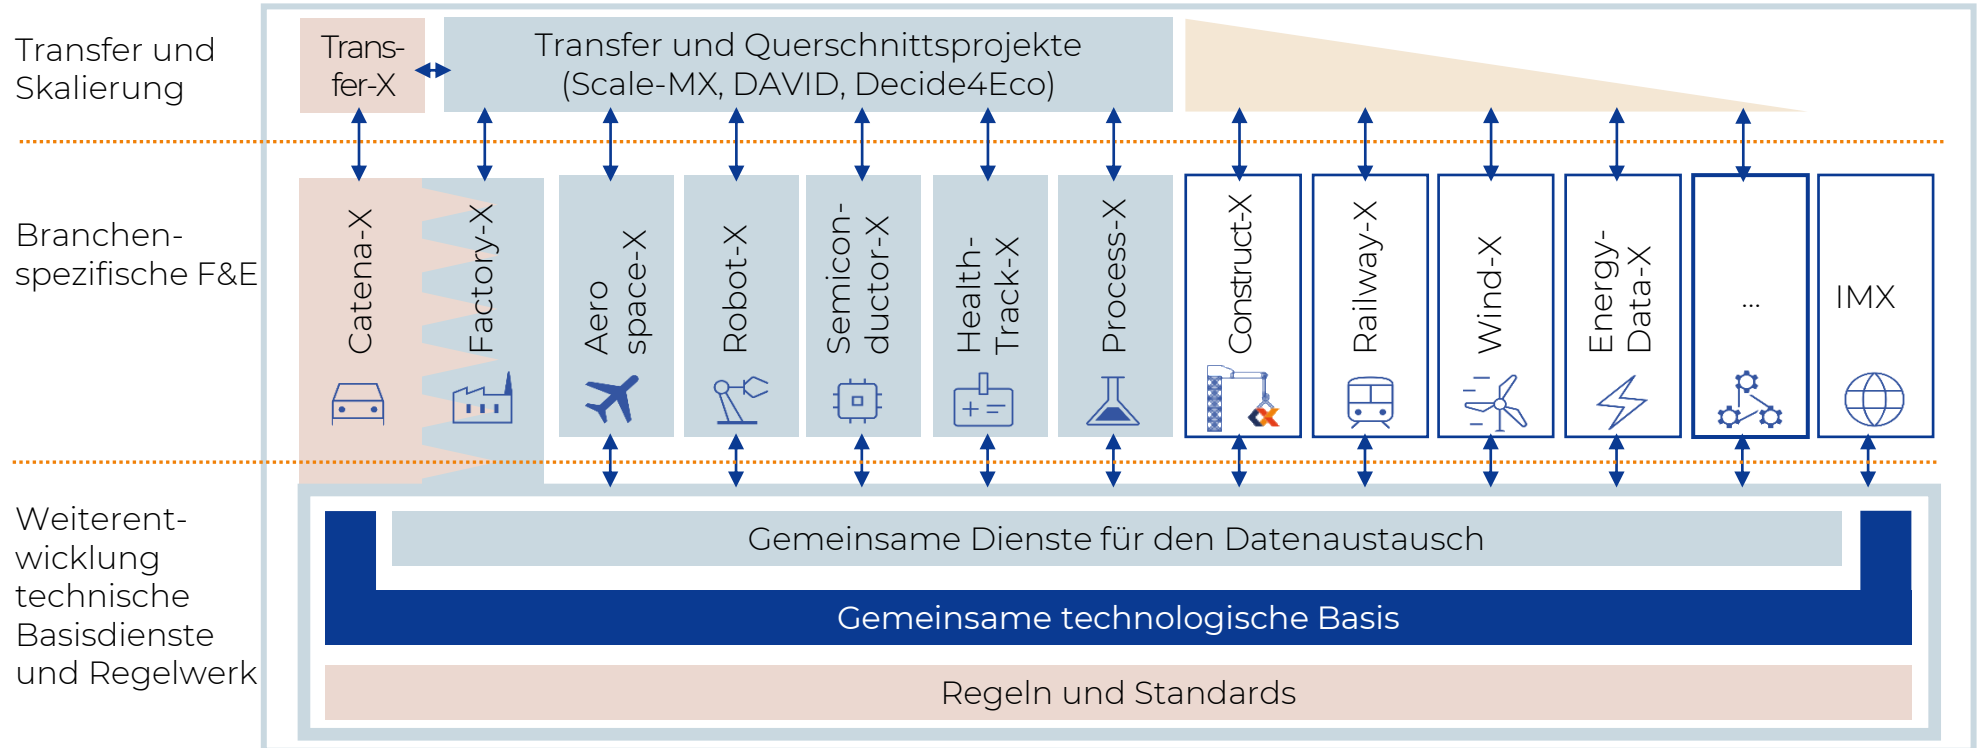 Transfer und
Skalierung
Trans-
fer-X
Transfer und Querschnittsprojekte
(Scale-MX, DAVID, Decide4Eco)
Branchen-
spezifische F&E
Catena-X
Factory-X
Aero
space-X
Robot-X
Semicon-
ductor-X
Health-
Track-X
Process-X
Construct-X
Railway-X
Wind-X
Energy-
Data-X
...
IMX
Weiterent-
wicklung
technische
Basisdienste
und Regelwerk
Gemeinsame Dienste für den Datenaustausch
Gemeinsame technologische Basis
Regeln und Standards